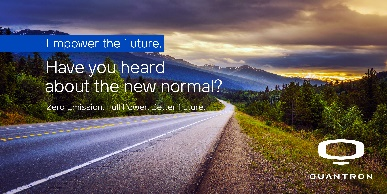 Empower the future.
Have you heard
about the new normal?
Zero Emission. Full Power. Better Future.
QUANTRON